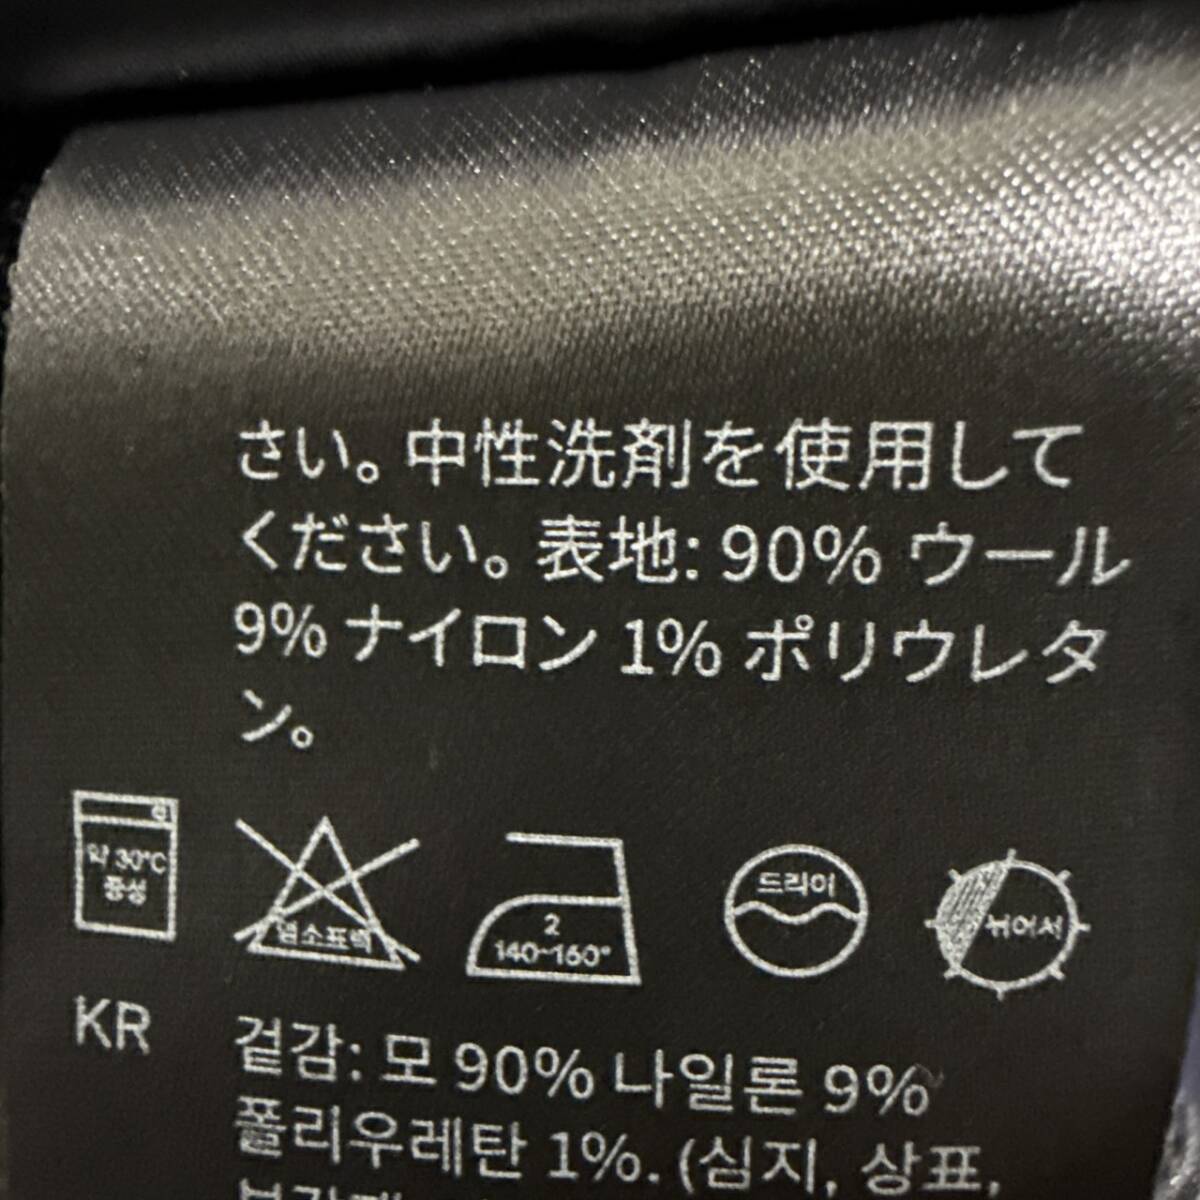 さい。中性洗剤を使用して
ください。表地: 90% ウール
9% ナイロン 1% ポリウレタ
ン。
약 30°C
중성
염소표백
2
140~160°
드라이
뉘어서
KR
겉감: 모 90% 나일론 9%
폴리우레탄 1%. (심지, 상표,